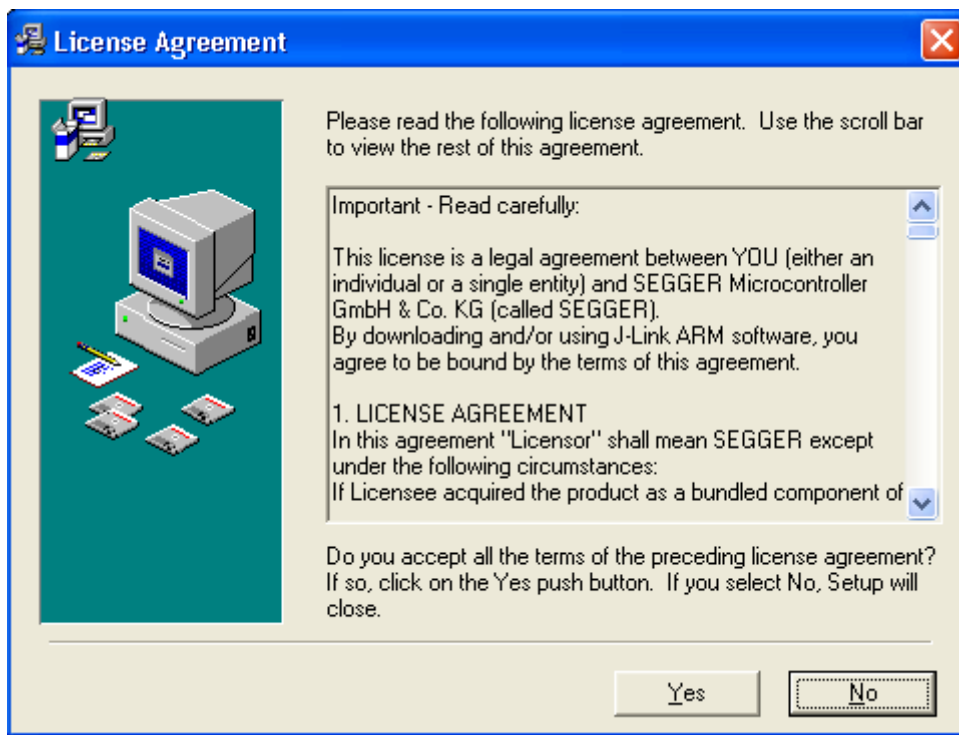 License Agreement
Please read the following license agreement.  Use the scroll bar
to view the rest of this agreement.
Important - Read carefully:
This license is a legal agreement between YOU (either an
individual or a single entity) and SEGGER Microcontroller
GmbH & Co. KG (called SEGGER).
By downloading and/or using J-Link ARM software, you
agree to be bound by the terms of this agreement.
1. LICENSE AGREEMENT
In this agreement "Licensor" shall mean SEGGER except
under the following circumstances:
If Licensee acquired the product as a bundled component of
Do you accept all the terms of the preceding license agreement?
If so, click on the Yes push button.  If you select No, Setup will
close.
Yes
No